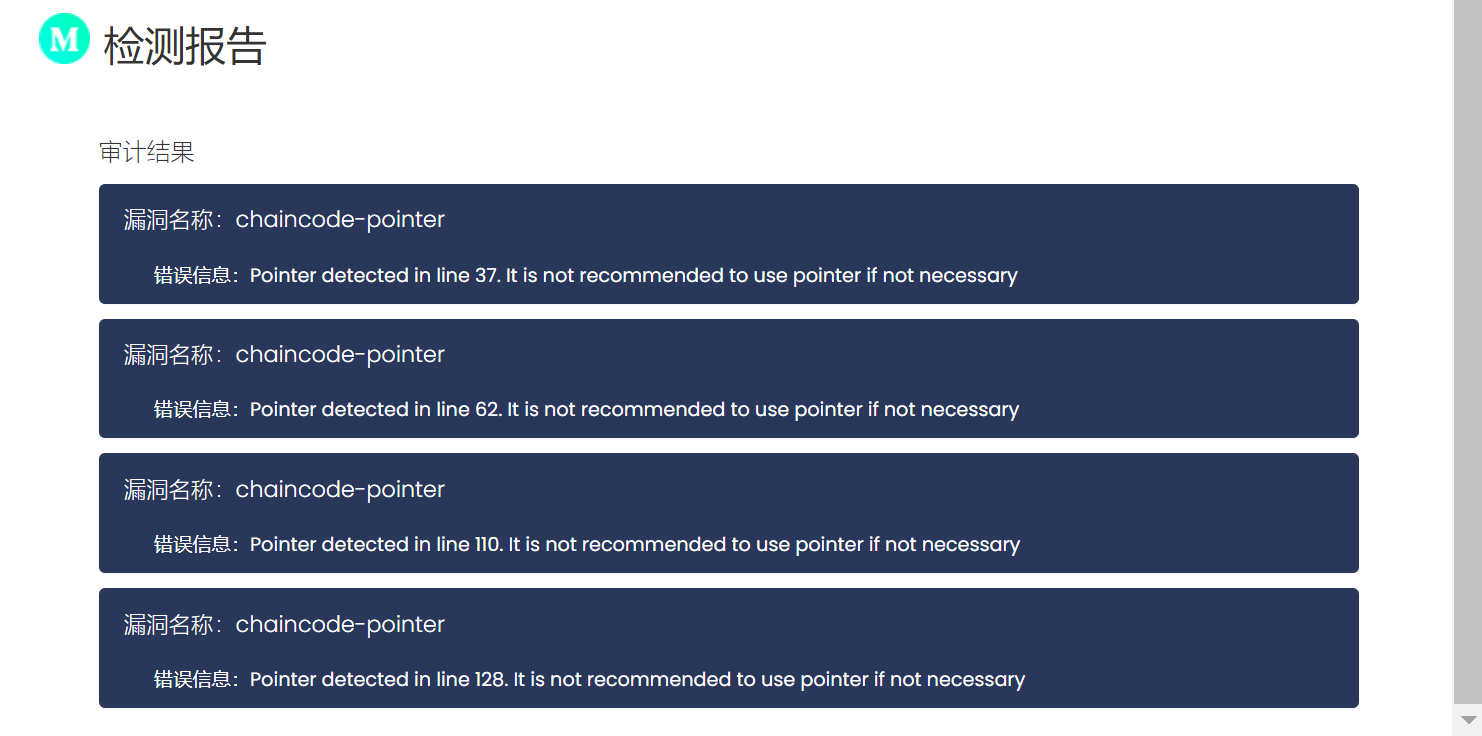 M 检测报告
审计结果
漏洞名称：chaincode-pointer
错误信息：Pointer detected in line 37. It is not recommended to use pointer if not necessary
漏洞名称：chaincode-pointer
错误信息：Pointer detected in line 62. It is not recommended to use pointer if not necessary
漏洞名称：chaincode-pointer
错误信息：Pointer detected in line 110. It is not recommended to use pointer if not necessary
漏洞名称：chaincode-pointer
错误信息：Pointer detected in line 128. It is not recommended to use pointer if not necessary